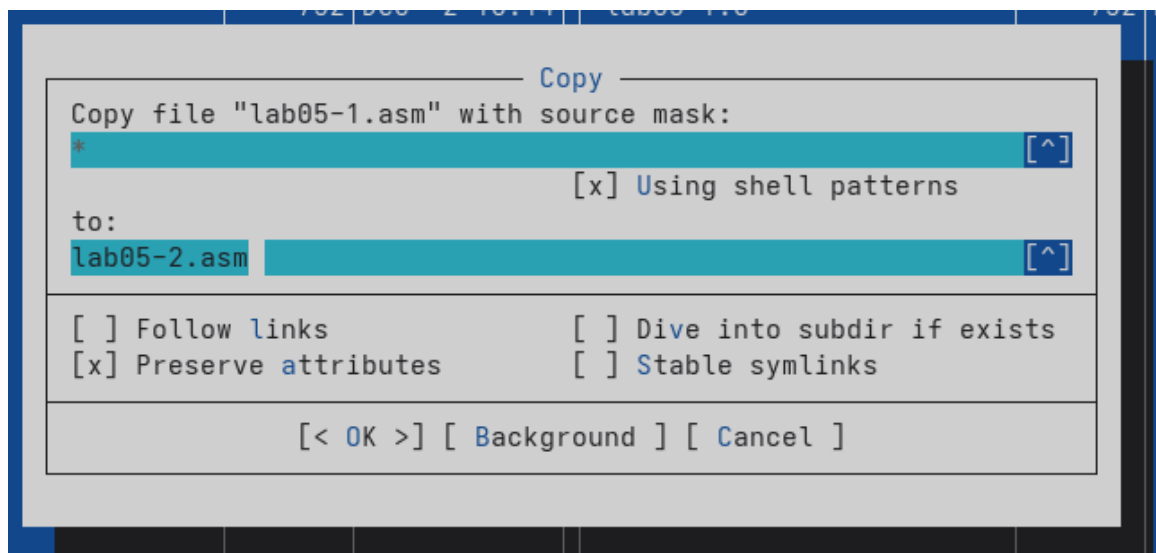 Copy
Copy file "lab05-1.asm" with source mask:
* [^]
[x] Using shell patterns
to:
lab05-2.asm [^]
[ ] Follow links [ ] Dive into subdir if exists
[x] Preserve attributes [ ] Stable symlinks
[< OK >] [ Background ] [ Cancel ]